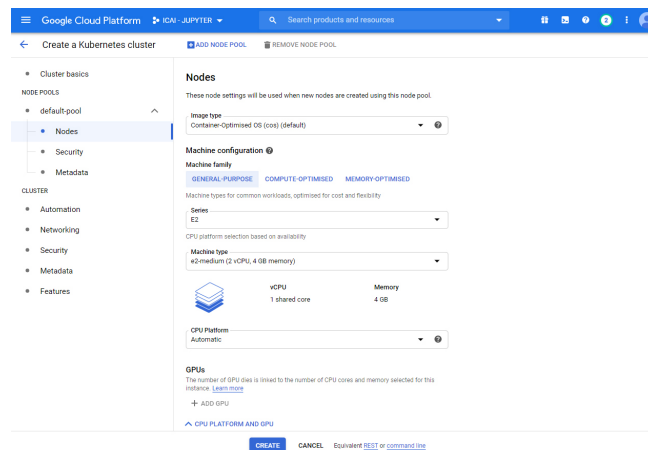 Google Cloud Platform ICAI-JUPYTER Search products and resources 2
Create a Kubernetes cluster ADD NODE POOL REMOVE NODE POOL
Cluster basics
NODE POOLS
default-pool
Nodes
Security
Metadata
CLUSTER
Automation
Networking
Security
Metadata
Features
Nodes
These node settings will be used when new nodes are created using this node pool.
Image type
Container-Optimised OS (cos) (default)
Machine configuration
Machine family
GENERAL-PURPOSE COMPUTE-OPTIMISED MEMORY-OPTIMISED
Machine types for common workloads, optimised for cost and flexibility
Series
E2
CPU platform selection based on availability
Machine type
e2-medium (2 vCPU, 4 GB memory)
vCPU Memory
1 shared core 4 GB
CPU Platform
Automatic
GPUs
The number of GPU dies is linked to the number of CPU cores and memory selected for this
instance. Learn more
+ ADD GPU
CPU PLATFORM AND GPU
CREATE CANCEL Equivalent REST or command line